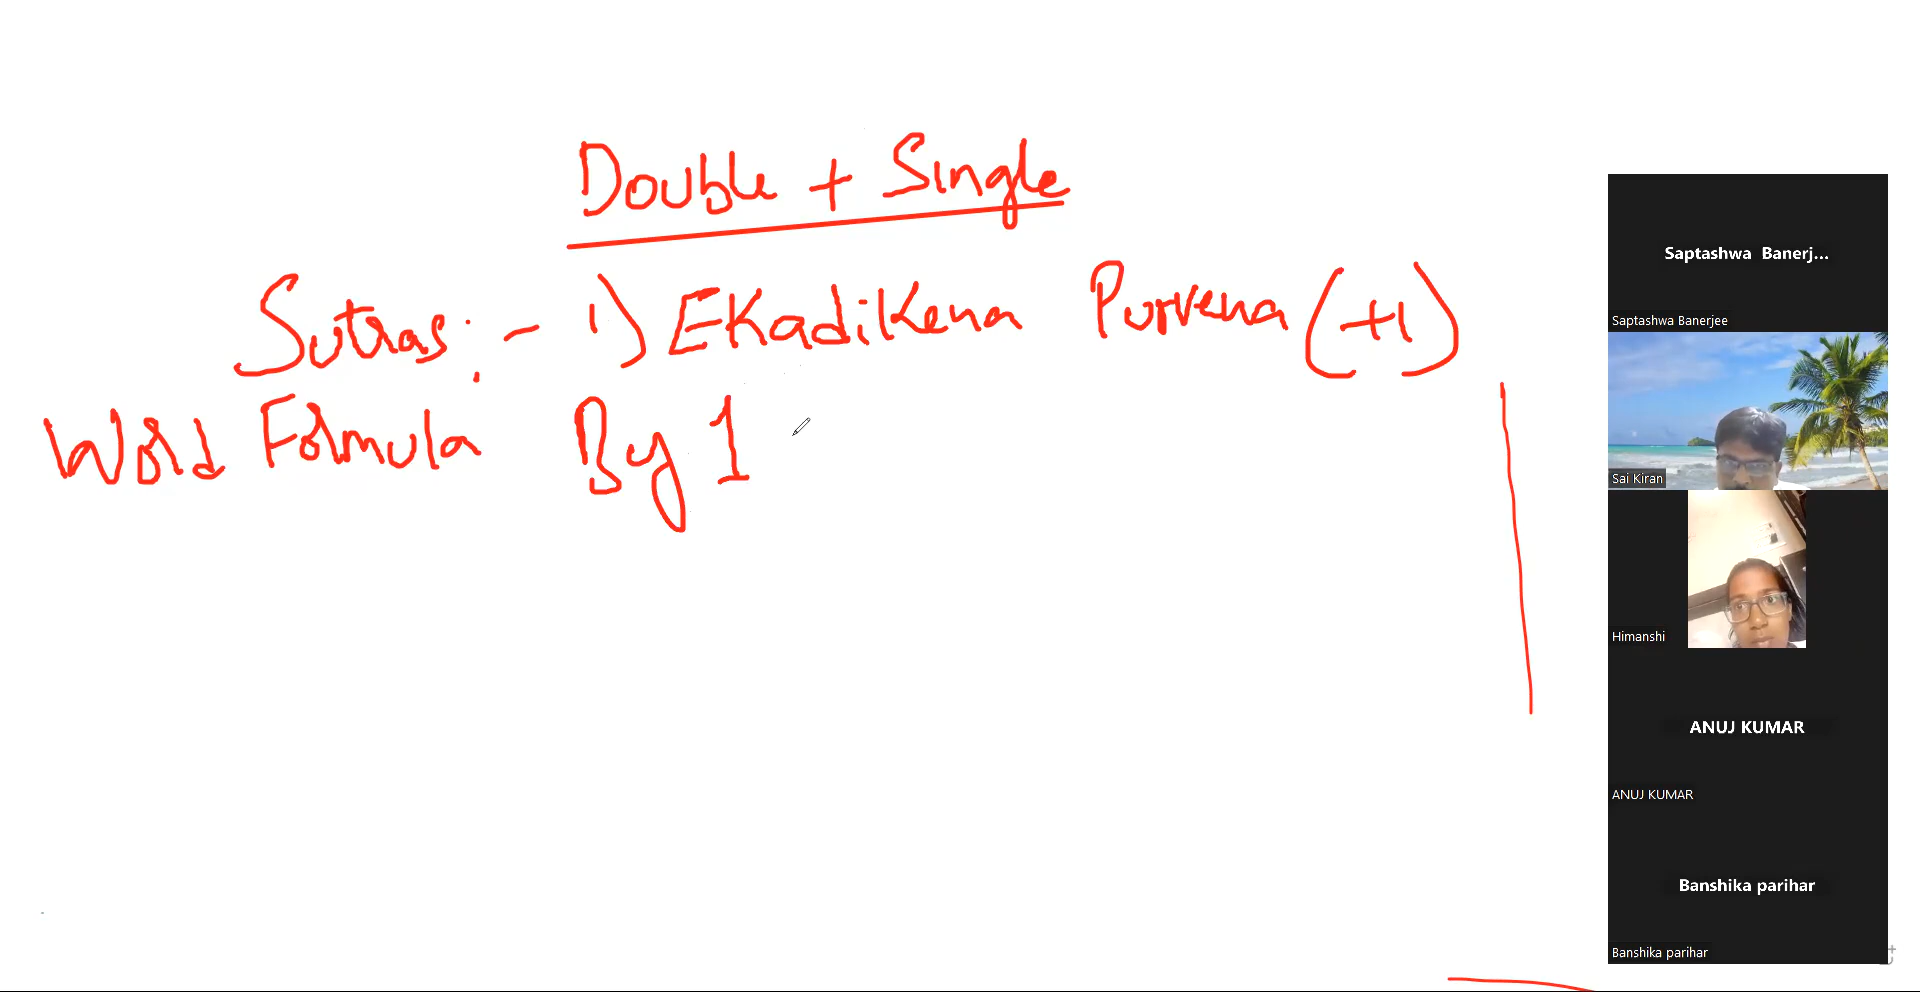 Double + Single
Sutras :- 1) EKadiKena Purvena (+1)
Word Formula By 1
Saptashwa Banerj...
Saptashwa Banerjee
Sai Kiran
Himanshi
ANUJ KUMAR
ANUJ KUMAR
Banshika parihar
Banshika parihar